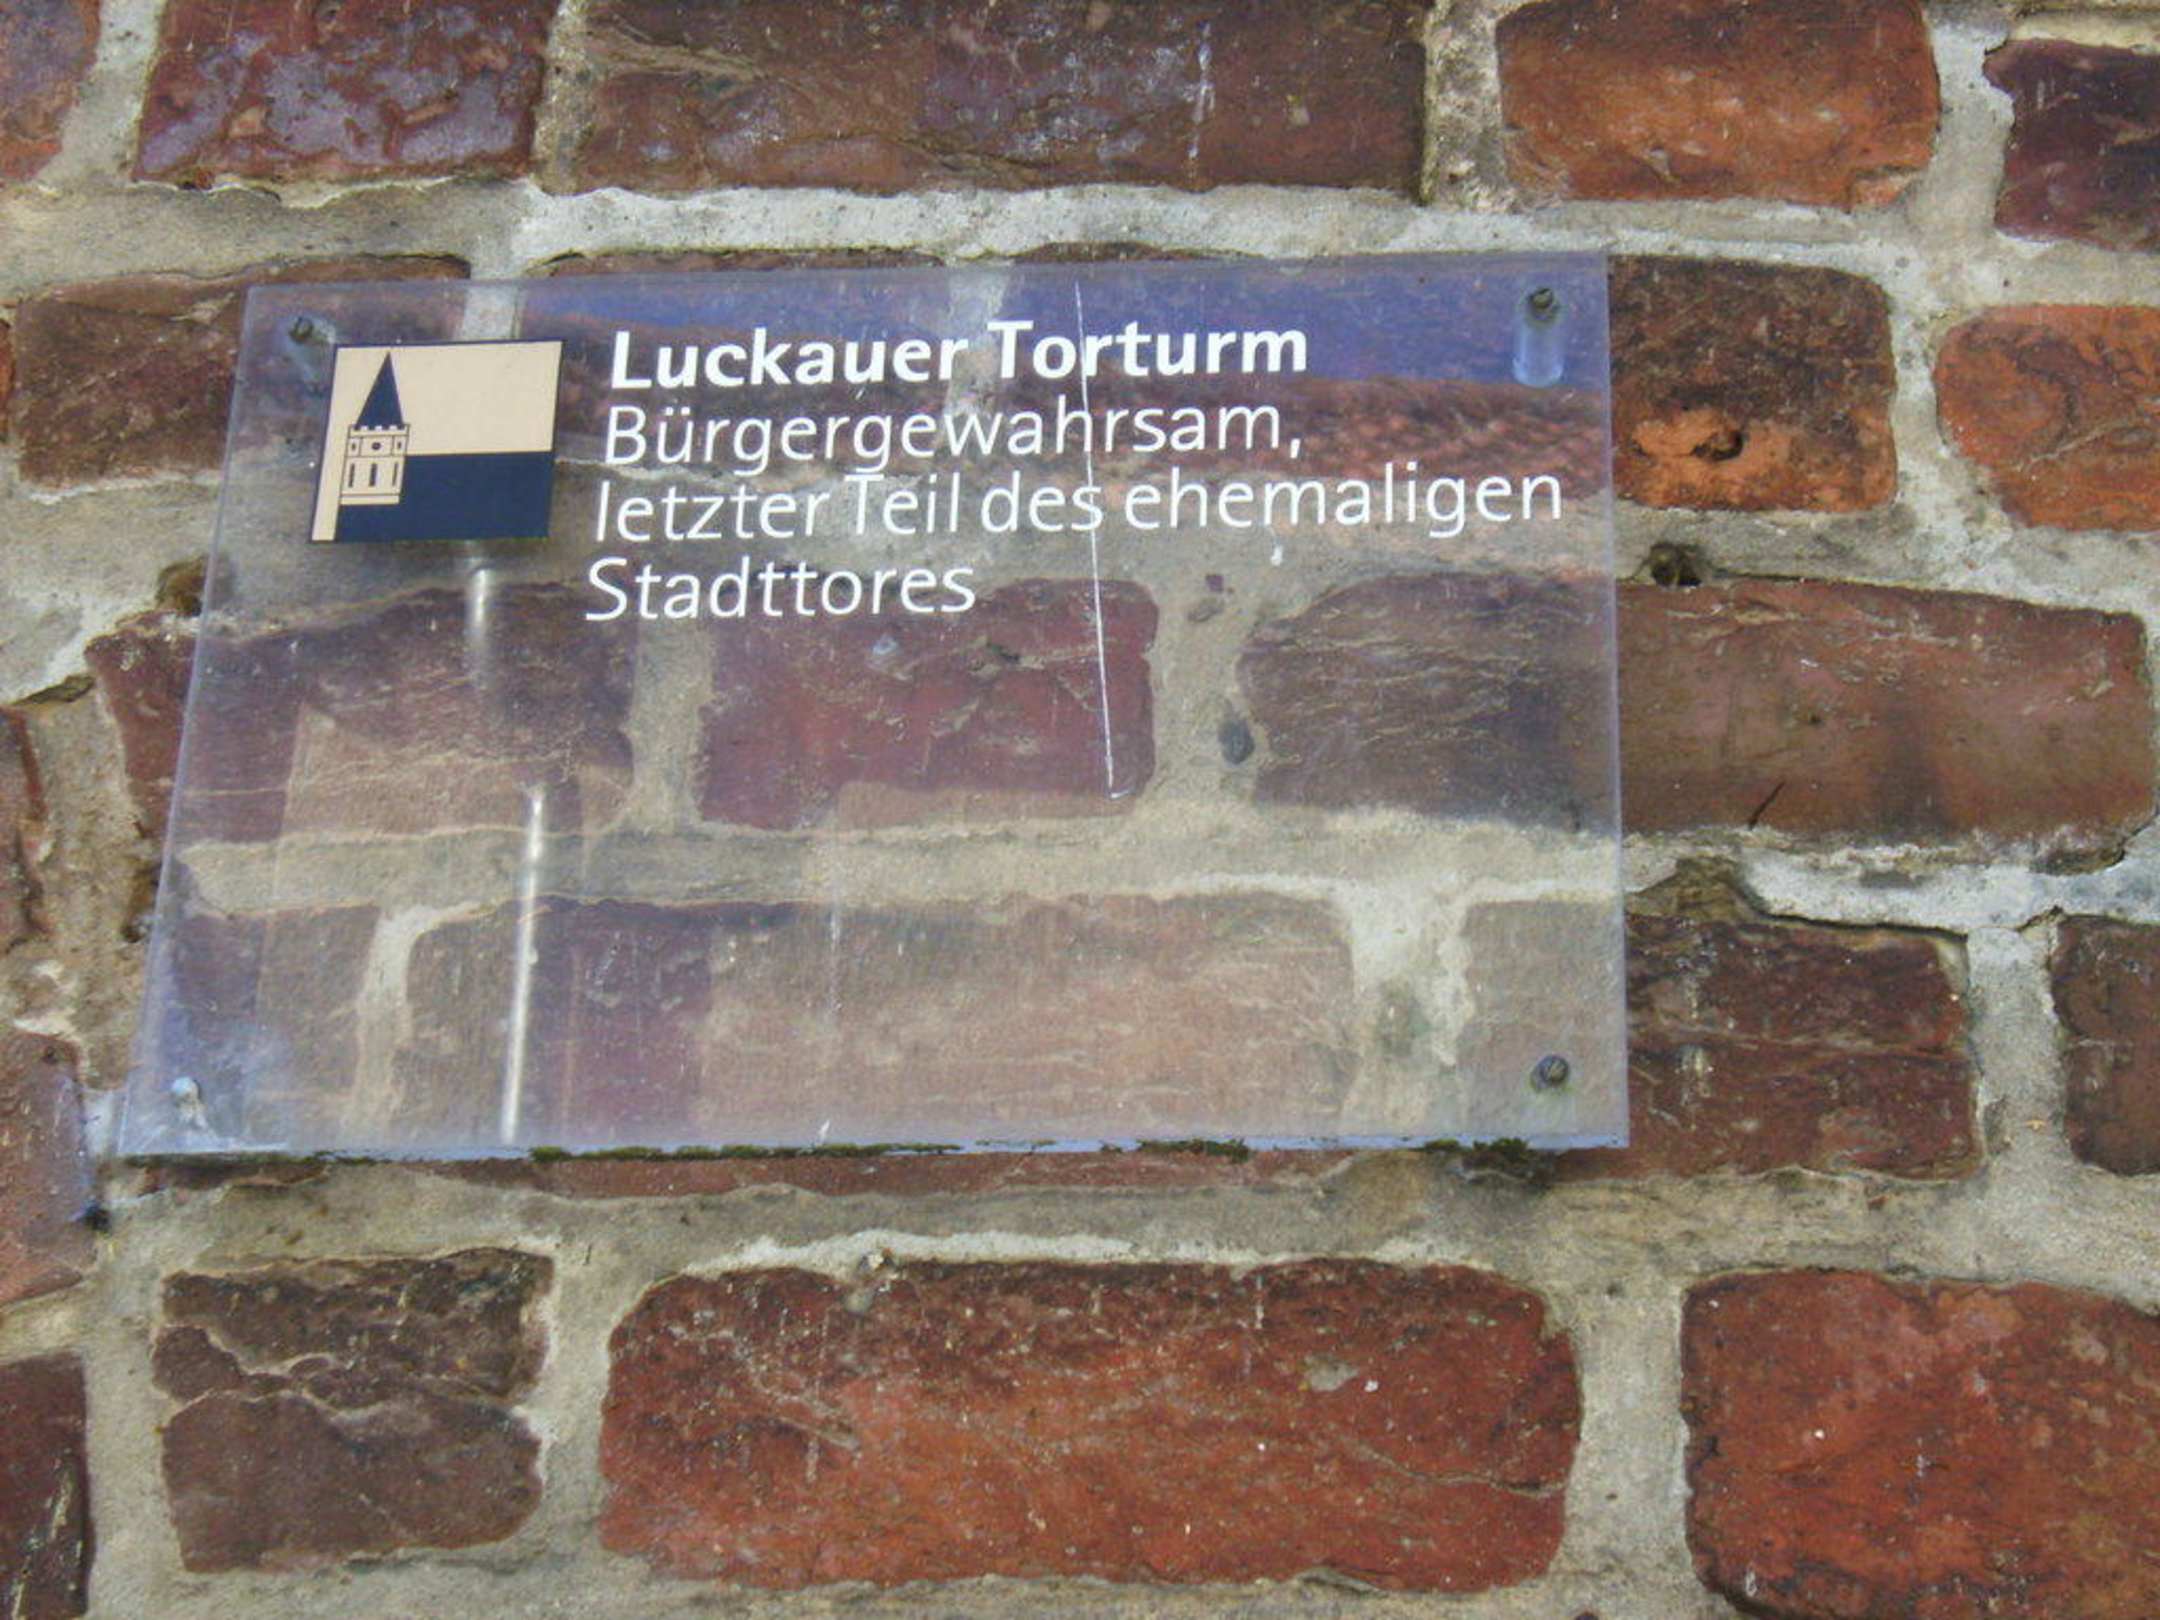 Luckauer Torturm
Bürgergewahrsam,
letzter Teil des ehemaligen
Stadttores